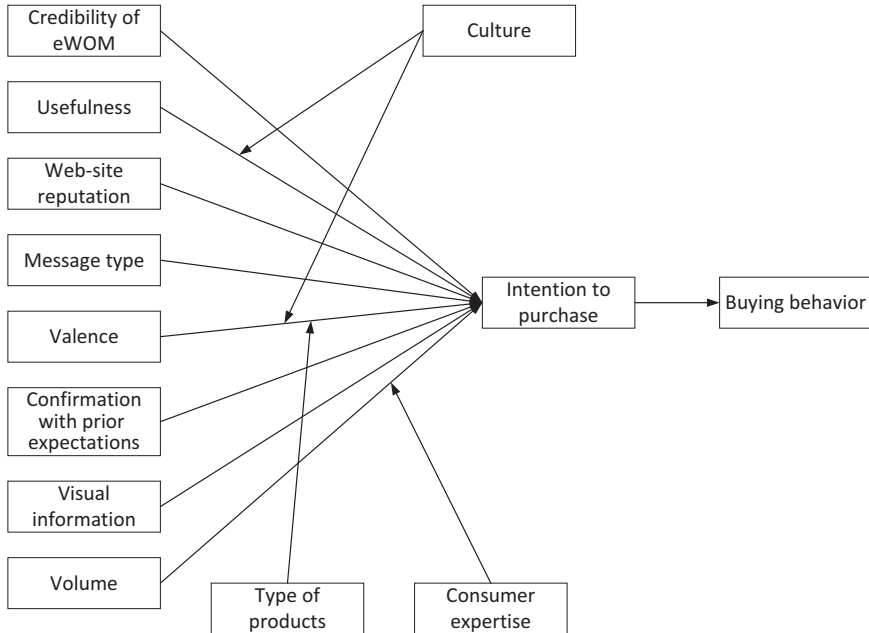 Credibility of
eWOM
Culture
Usefulness
Web-site
reputation
Message type
Intention to
purchase
Buying behavior
Valence
Confirmation
with prior
expectations
Visual
information
Volume
Type of
products
Consumer
expertise